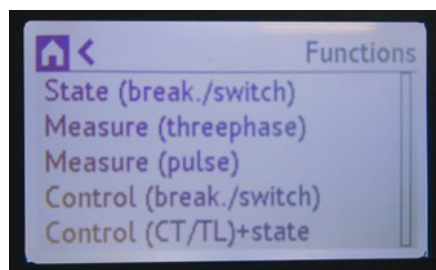 Functions
State (break./switch)
Measure (threephase)
Measure (pulse)
Control (break./switch)
Control (CT/TL)+state